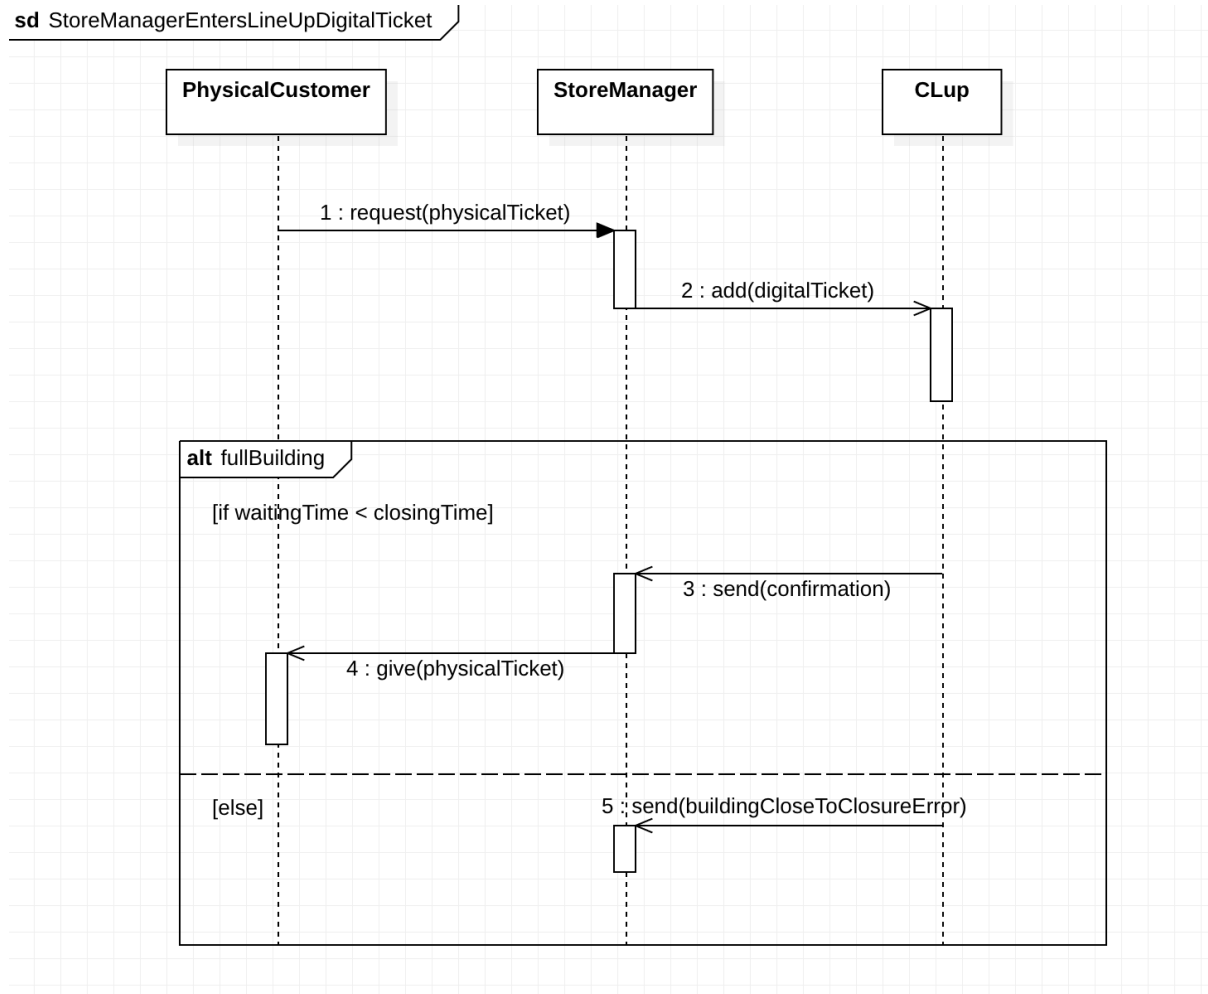 sd StoreManagerEntersLineUpDigitalTicket
PhysicalCustomer
StoreManager
CLup
1 : request(physicalTicket)
2 : add(digitalTicket)
alt fullBuilding
[if waitingTime < closingTime]
3 : send(confirmation)
4 : give(physicalTicket)
[else]
5 : send(buildingCloseToClosureError)